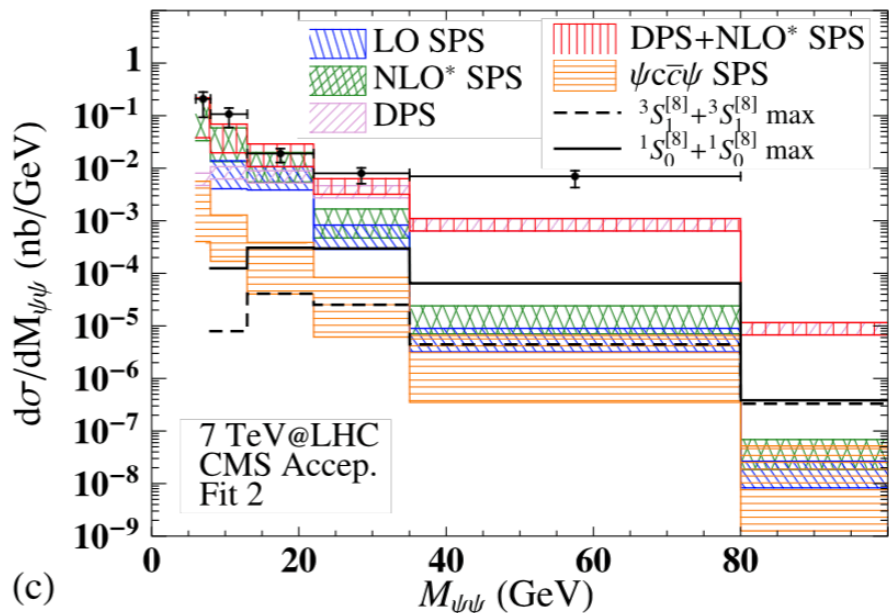 LO SPS
NLO* SPS
DPS
DPS+NLO* SPS
ψcc̅ψ SPS
³S₁^[8]+³S₁^[8] max
¹S₀^[8]+¹S₀^[8] max
dσ/dM_ψψ (nb/GeV)
1
10⁻¹
10⁻²
10⁻³
10⁻⁴
10⁻⁵
10⁻⁶
10⁻⁷
10⁻⁸
10⁻⁹
7 TeV@LHC
CMS Accep.
Fit 2
0 20 40 60 80
(c) M_ψψ (GeV)